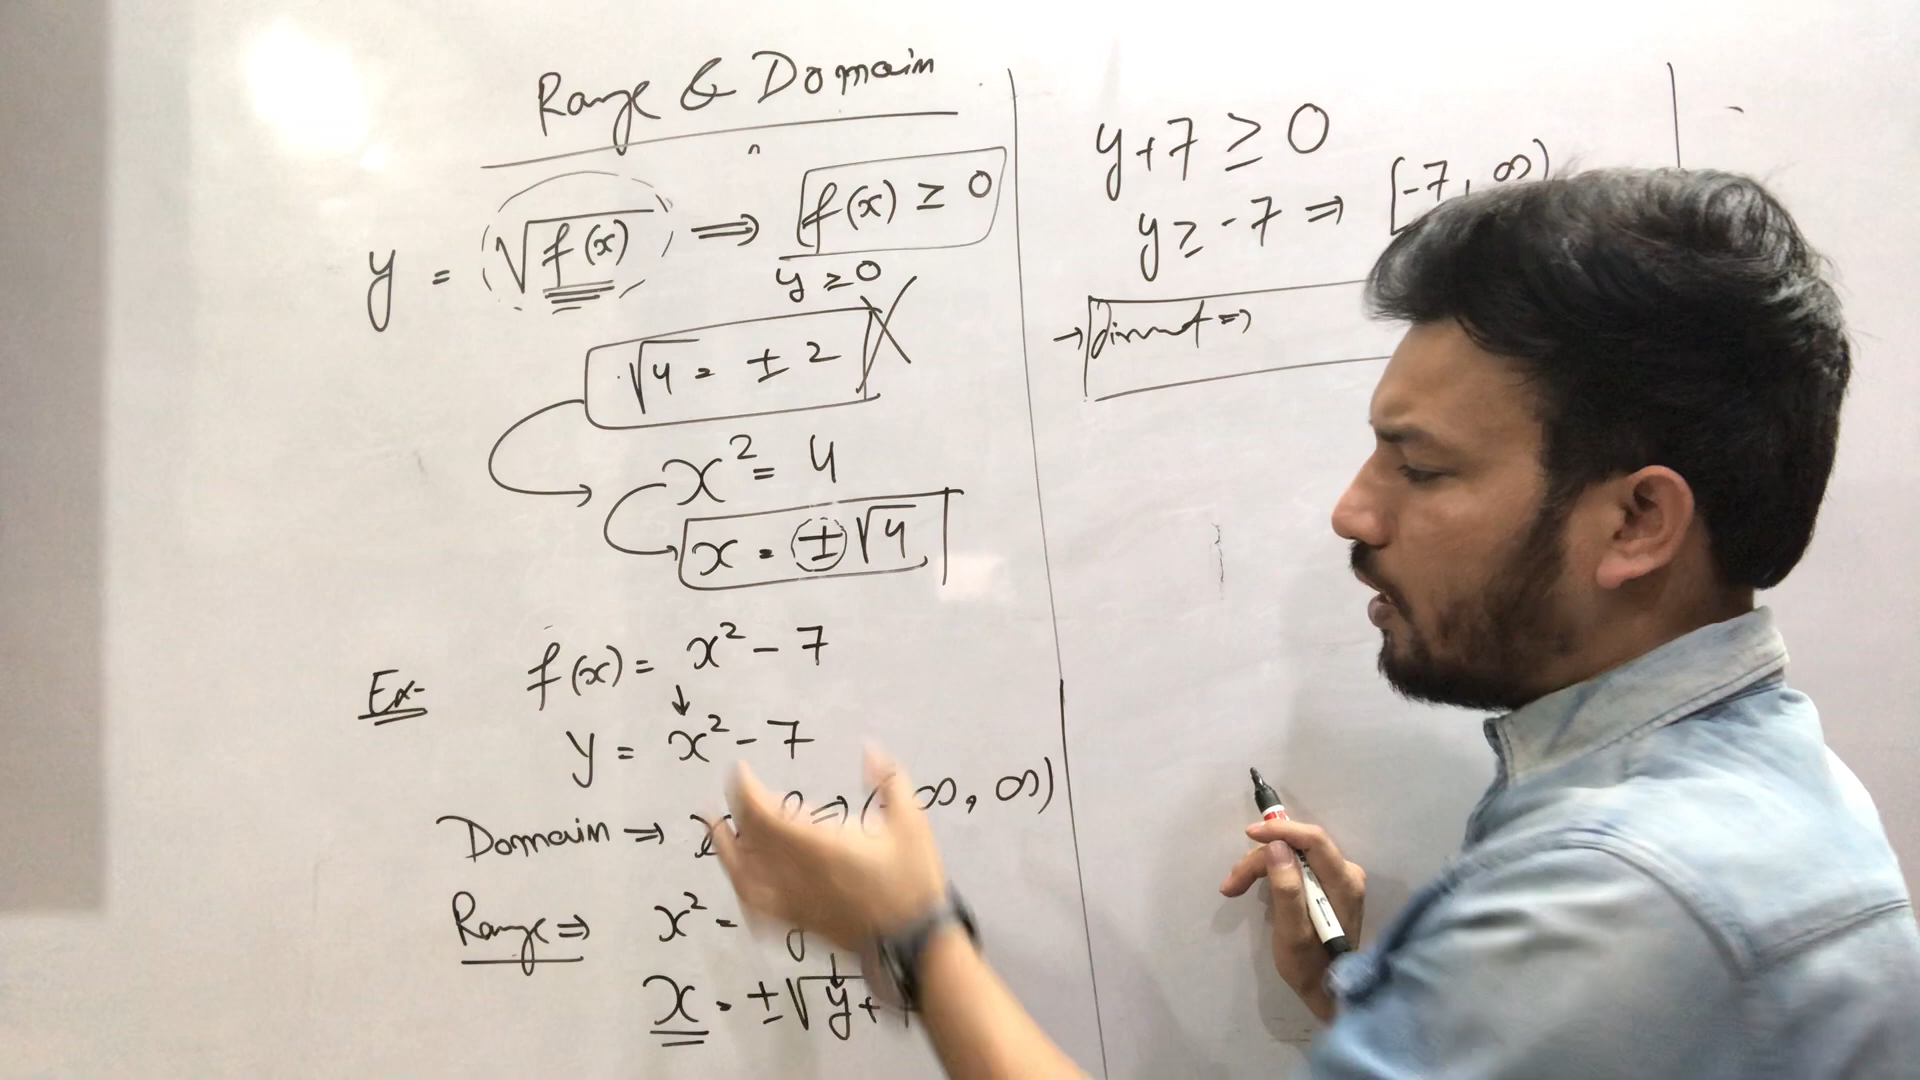 Range & Domain
y = √f(x) ⟹ f(x) ≥ 0
y ≥ 0
√4 = ± 2
x² = 4
x = ±√4
Ex- f(x) = x² - 7
y = x² - 7
Domain ⇒ x ⇒ (-∞, ∞)
Range ⇒ x² = y
x = ±√y+
y+7 ≥ 0
y ≥ -7 ⇒ [-7, ∞)